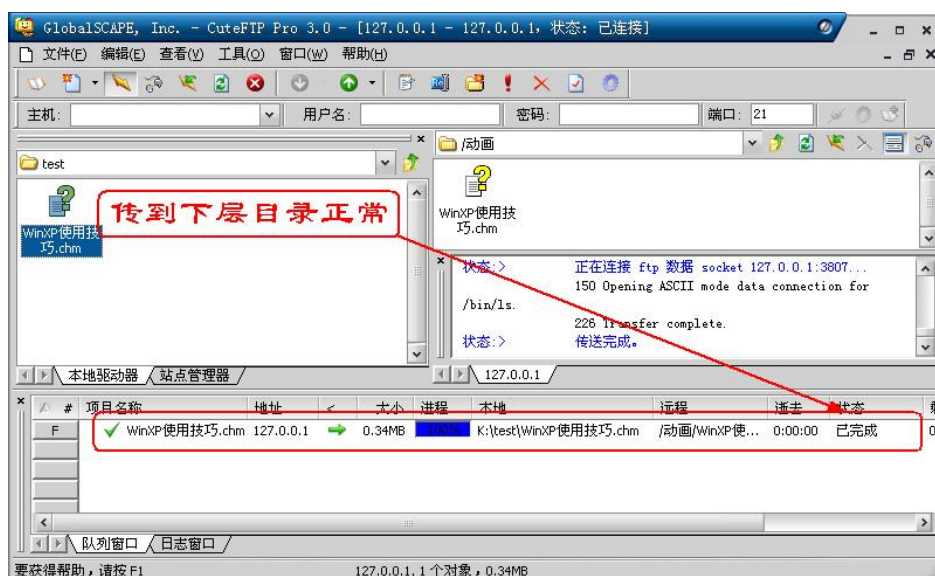 GlobalSCAPE, Inc. - CuteFTP Pro 3.0 - [127.0.0.1 - 127.0.0.1, 状态: 已连接]
文件(F) 编辑(E) 查看(V) 工具(O) 窗口(W) 帮助(H)
主机: 用户名: 密码: 端口: 21
test
/动画
WinXP使用技巧.chm
传到下层目录正常
WinXP使用技
巧.chm
状态:> 正在连接 ftp 数据 socket 127.0.0.1:3807...
150 Opening ASCII mode data connection for
/bin/ls.
226 Transfer complete.
状态:> 传送完成。
本地驱动器 站点管理器
127.0.0.1
# 项目名称 地址 < 大小 进程 本地 远程 逝去 状态
F WinXP使用技巧.chm 127.0.0.1 0.34MB 100% K:\test\WinXP使用技巧.chm /动画/WinXP使... 0:00:00 已完成 0
队列窗口 日志窗口
要获得帮助，请按 F1 127.0.0.1, 1 个对象，0.34MB